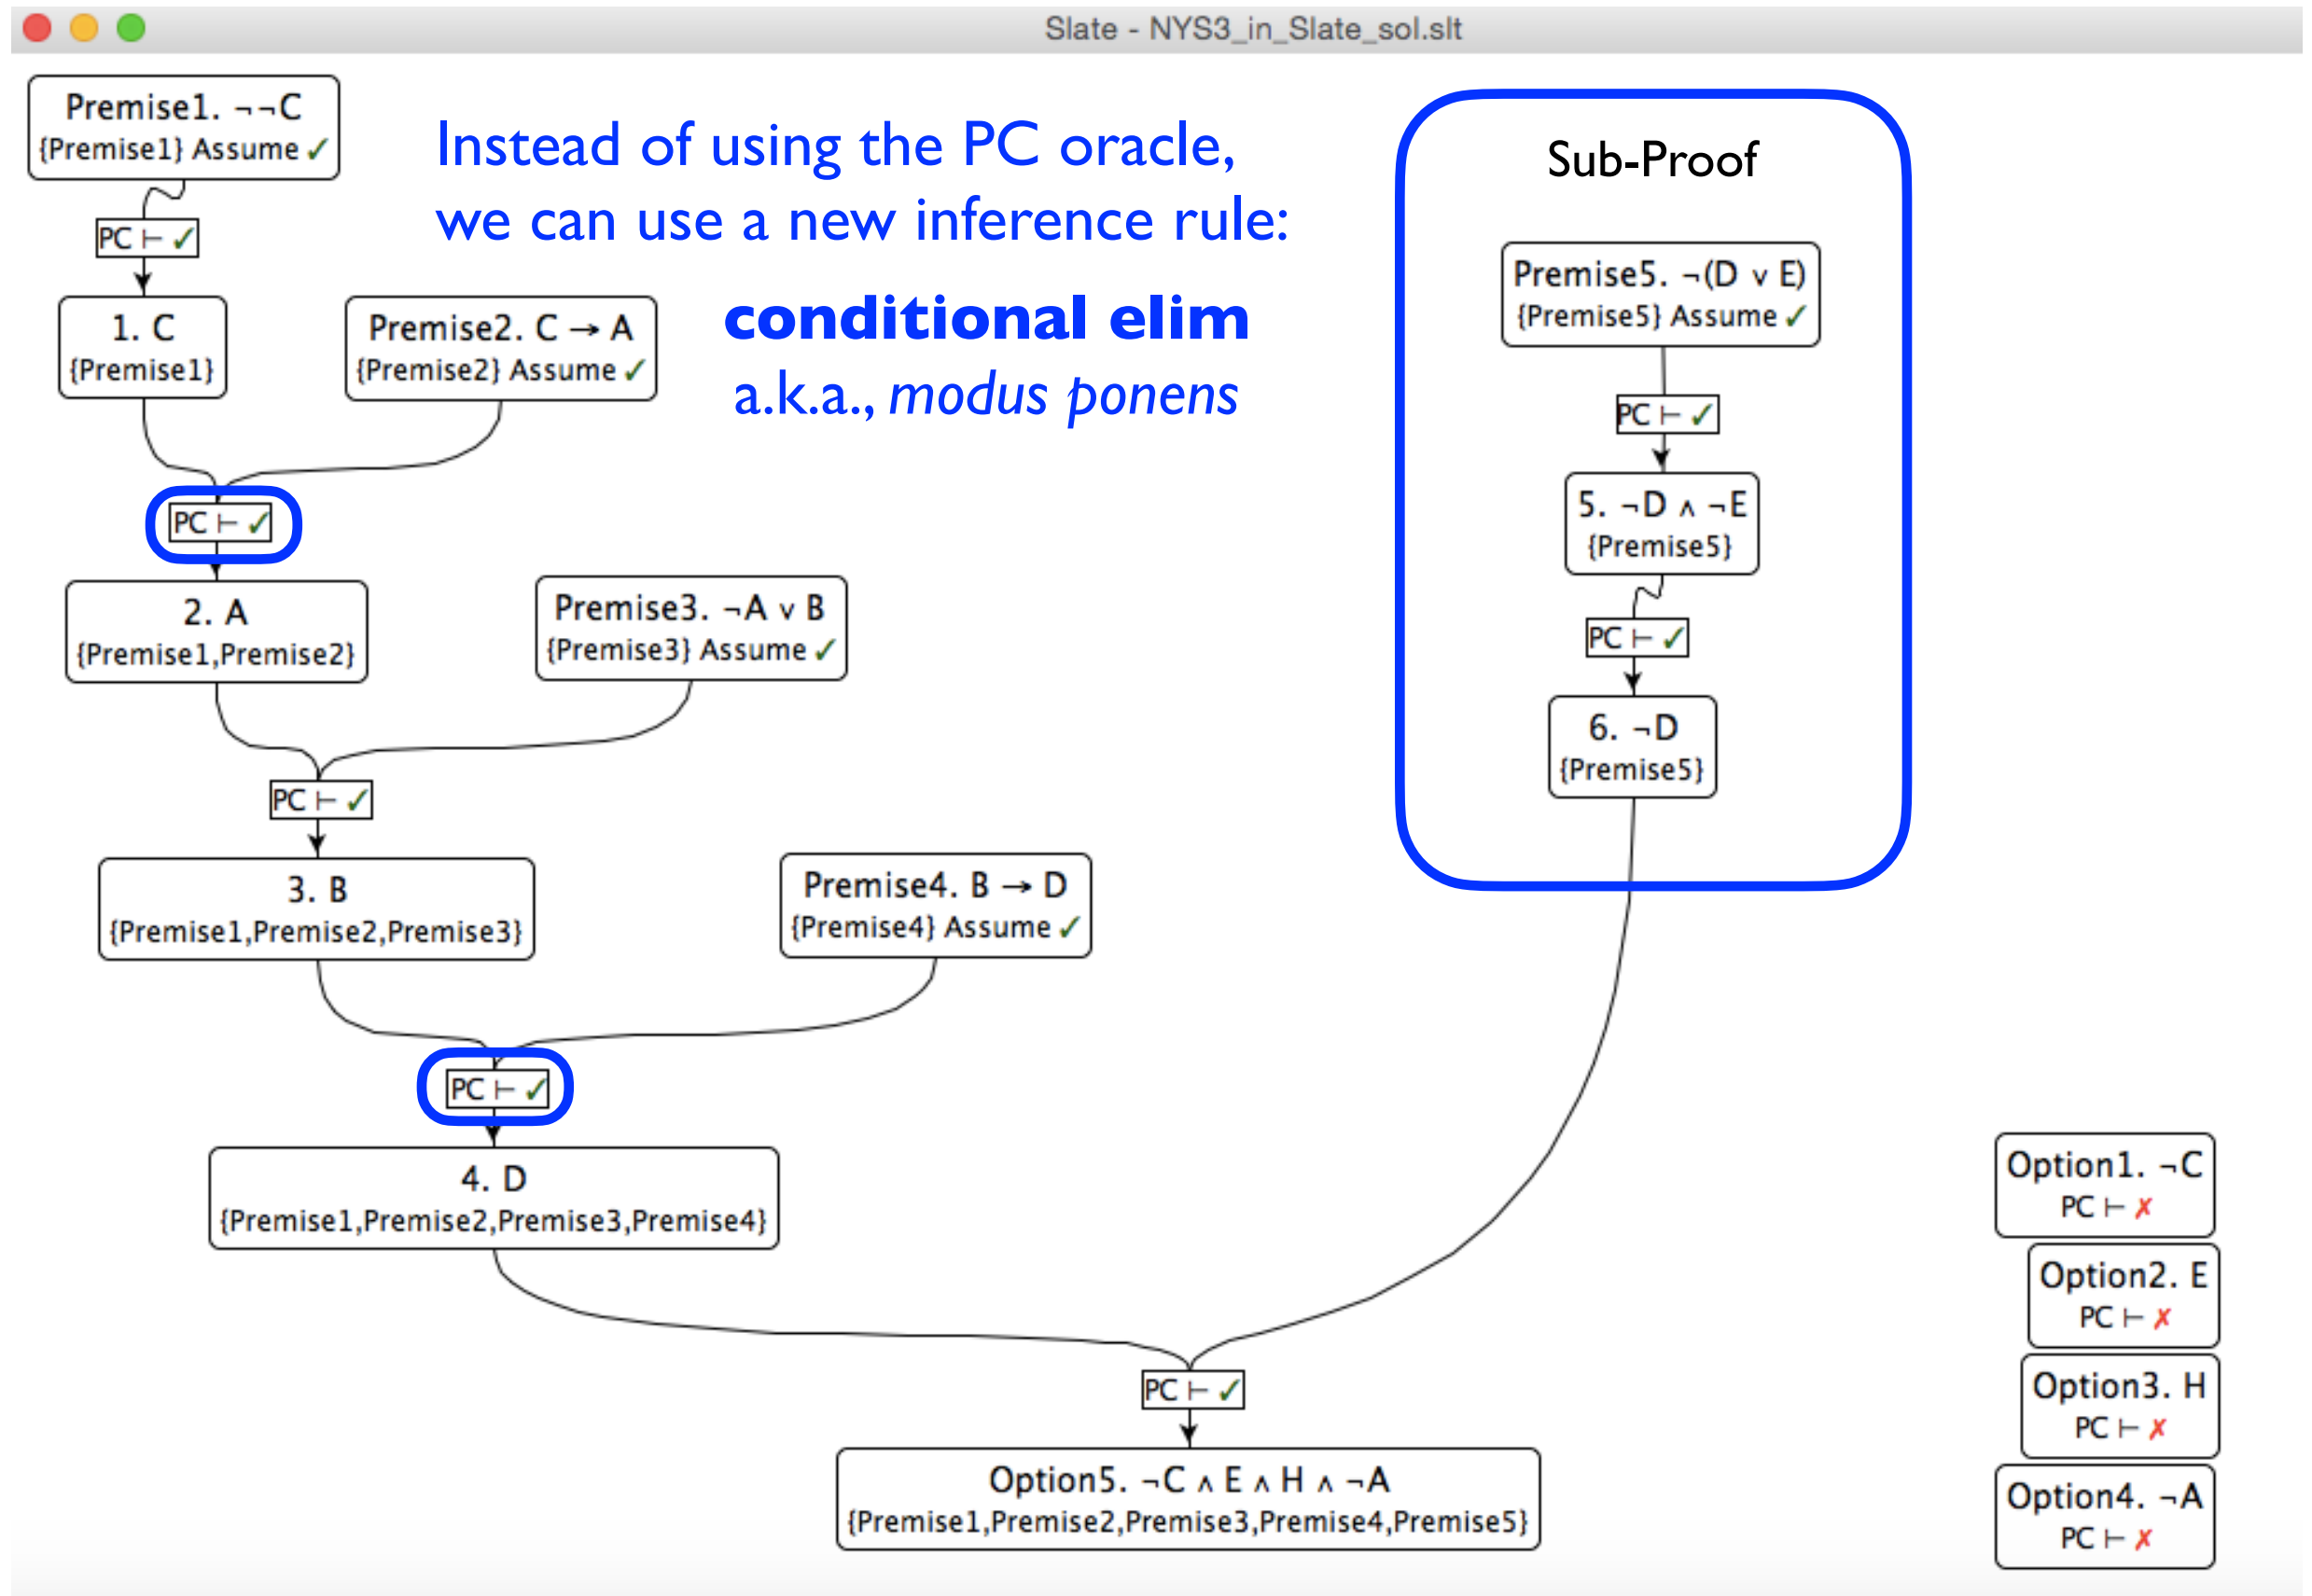 Slate - NYS3_in_Slate_sol.slt
Premise1. ¬¬C
{Premise1} Assume ✓
PC ⊢ ✓
1. C
{Premise1}
Instead of using the PC oracle,
we can use a new inference rule:
conditional elim
a.k.a., modus ponens
Premise2. C → A
{Premise2} Assume ✓
PC ⊢ ✓
2. A
{Premise1,Premise2}
Premise3. ¬A ∨ B
{Premise3} Assume ✓
PC ⊢ ✓
3. B
{Premise1,Premise2,Premise3}
Premise4. B → D
{Premise4} Assume ✓
PC ⊢ ✓
4. D
{Premise1,Premise2,Premise3,Premise4}
Sub-Proof
Premise5. ¬(D ∨ E)
{Premise5} Assume ✓
PC ⊢ ✓
5. ¬D ∧ ¬E
{Premise5}
PC ⊢ ✓
6. ¬D
{Premise5}
PC ⊢ ✓
Option5. ¬C ∧ E ∧ H ∧ ¬A
{Premise1,Premise2,Premise3,Premise4,Premise5}
Option1. ¬C
PC ⊢ ✗
Option2. E
PC ⊢ ✗
Option3. H
PC ⊢ ✗
Option4. ¬A
PC ⊢ ✗